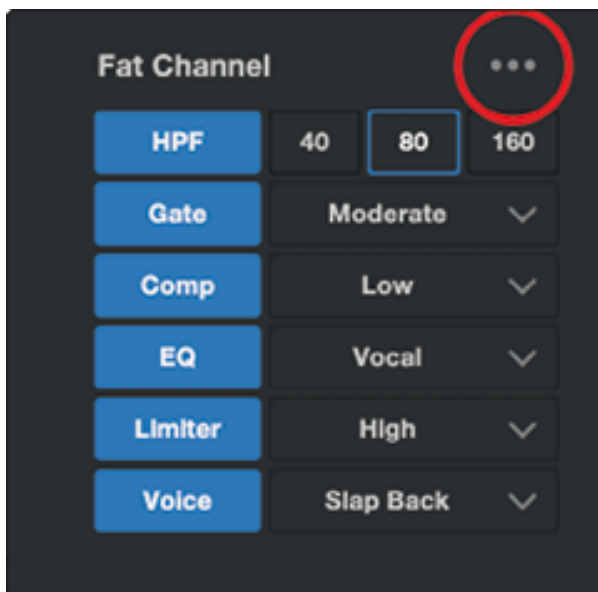 Fat Channel
HPF 40 80 160
Gate Moderate
Comp Low
EQ Vocal
Limiter High
Voice Slap Back